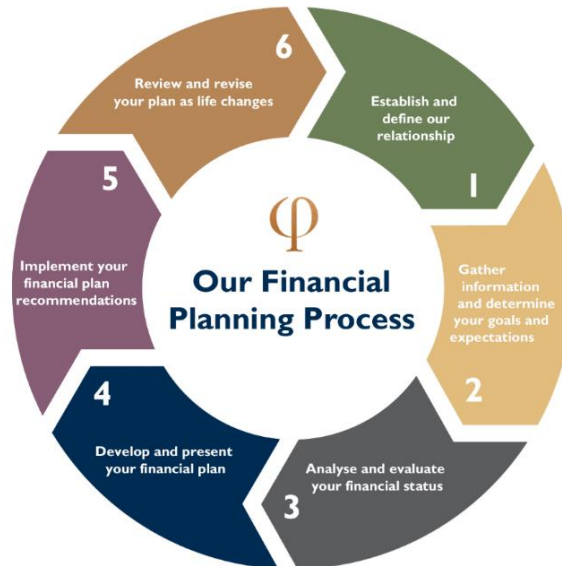 φ
Our Financial
Planning Process
Establish and
define our
relationship
1
Gather
information
and determine
your goals and
expectations
2
Analyse and evaluate
your financial status
3
Develop and present
your financial plan
4
Implement your
financial plan
recommendations
5
Review and revise
your plan as life changes
6